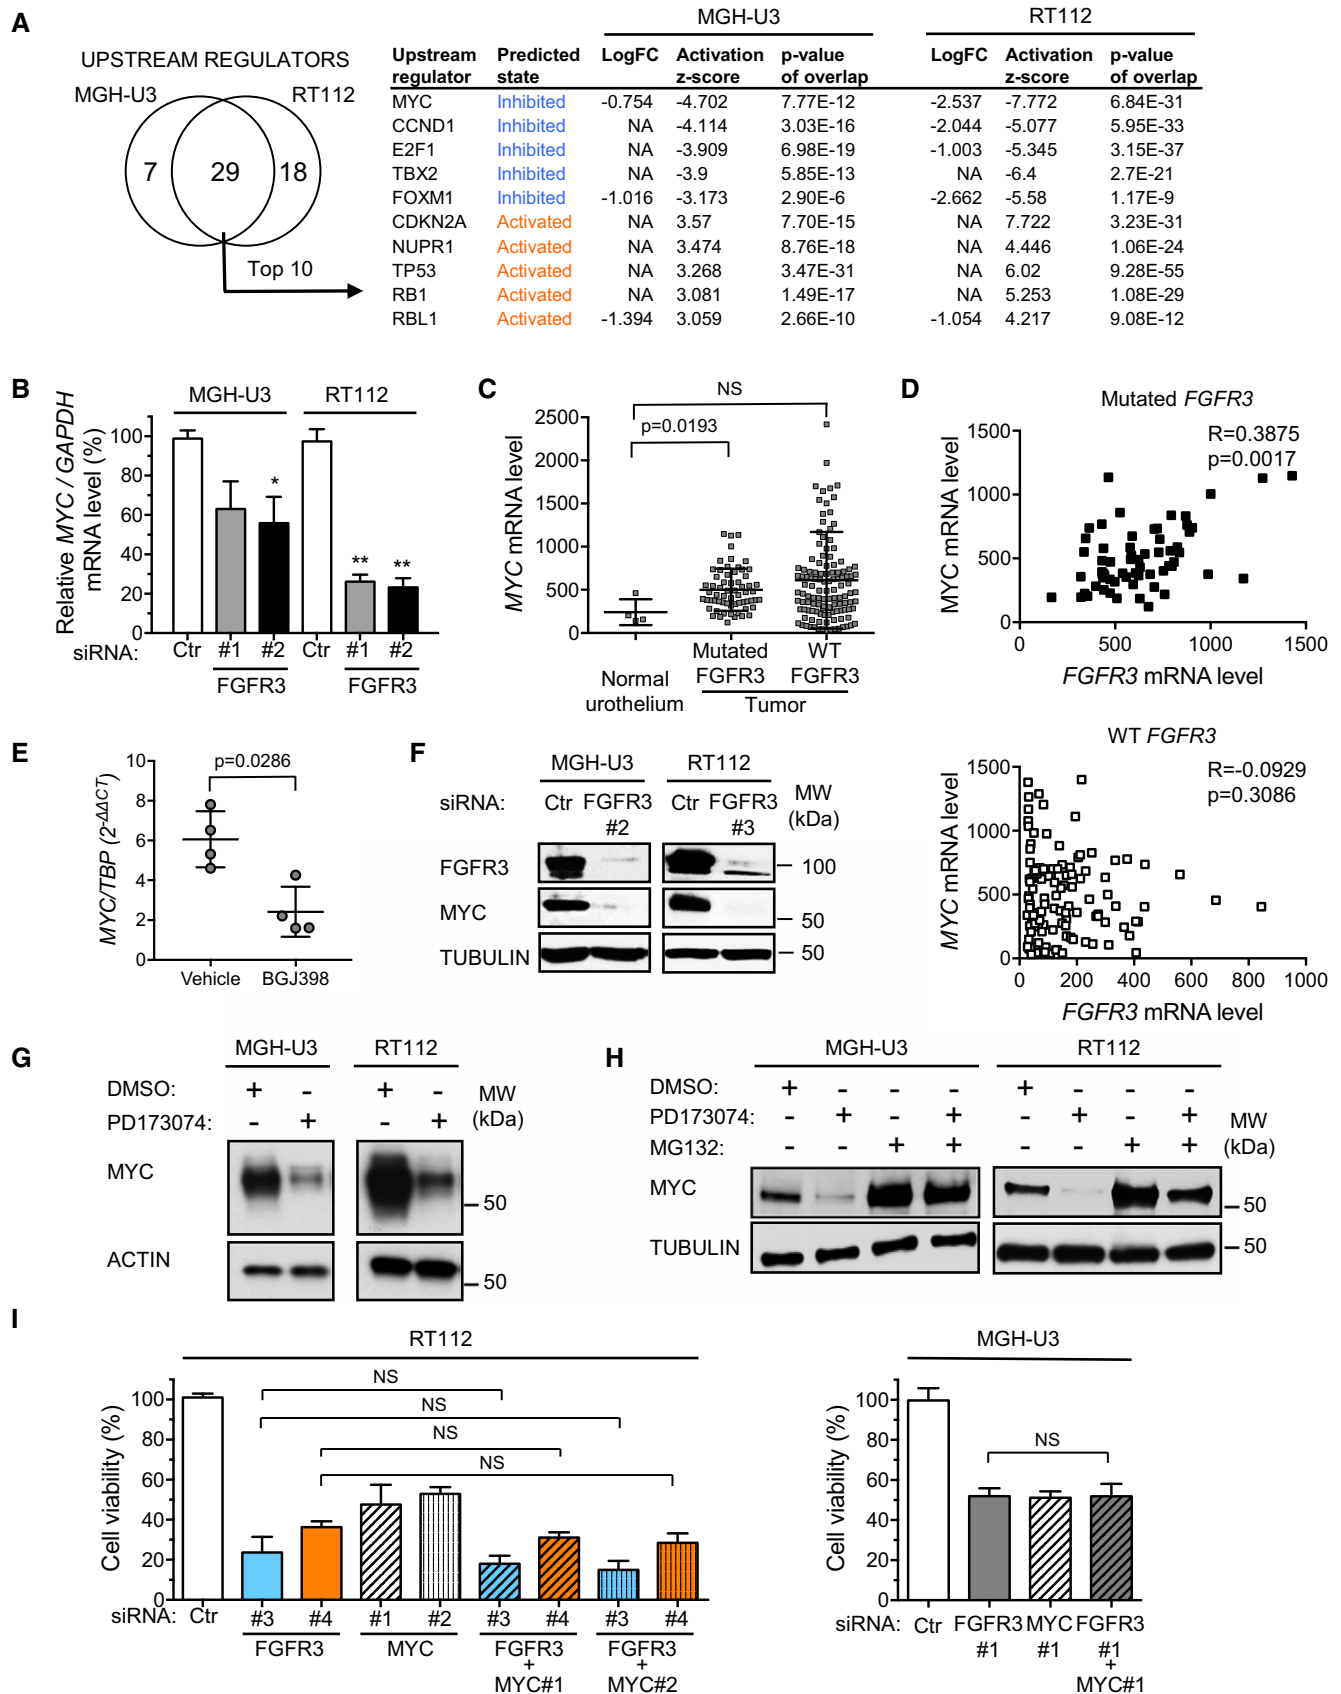 A
UPSTREAM REGULATORS
MGH-U3 RT112
7 29 18
Top 10
MGH-U3 RT112
Upstream regulator Predicted state LogFC Activation z-score p-value of overlap LogFC Activation z-score p-value of overlap
MYC Inhibited -0.754 -4.702 7.77E-12 -2.537 -7.772 6.84E-31
CCND1 Inhibited NA -4.114 3.03E-16 -2.044 -5.077 5.95E-33
E2F1 Inhibited NA -3.909 6.98E-19 -1.003 -5.345 3.15E-37
TBX2 Inhibited NA -3.9 5.85E-13 NA -6.4 2.7E-21
FOXM1 Inhibited -1.016 -3.173 2.90E-6 -2.662 -5.58 1.17E-9
CDKN2A Activated NA 3.57 7.70E-15 NA 7.722 3.23E-31
NUPR1 Activated NA 3.474 8.76E-18 NA 4.446 1.06E-24
TP53 Activated NA 3.268 3.47E-31 NA 6.02 9.28E-55
RB1 Activated NA 3.081 1.49E-17 NA 5.253 1.08E-29
RBL1 Activated -1.394 3.059 2.66E-10 -1.054 4.217 9.08E-12
B
MGH-U3 RT112
Relative MYC / GAPDH
mRNA level (%)
100
80
60
40
20
0
* ** **
siRNA: Ctr #1 #2 Ctr #1 #2
FGFR3 FGFR3
C
NS
p=0.0193
MYC mRNA level
2500
2000
1500
1000
500
0
Normal urothelium
Mutated FGFR3
WT FGFR3
Tumor
D
Mutated FGFR3
R=0.3875
p=0.0017
MYC mRNA level
1500
1000
500
0
0 500 1000 1500
FGFR3 mRNA level
WT FGFR3
R=-0.0929
p=0.3086
MYC mRNA level
1500
1000
500
0
0 200 400 600 800 1000
FGFR3 mRNA level
E
p=0.0286
MYC/TBP (2-ΔΔCT)
10
8
6
4
2
0
Vehicle BGJ398
F
MGH-U3 RT112
siRNA: Ctr FGFR3 #2 Ctr FGFR3 #3 MW (kDa)
FGFR3 100
MYC 50
TUBULIN 50
G
MGH-U3 RT112
DMSO: + - + - MW
PD173074: - + - + (kDa)
MYC 50
ACTIN 50
H
MGH-U3 RT112
DMSO: + - - - + - - -
PD173074: - + - + - + - + MW
MG132: - - + + - - + + (kDa)
MYC 50
TUBULIN 50
I
RT112
NS
NS
NS
NS
Cell viability (%)
100
80
60
40
20
0
siRNA: Ctr #3 #4 #1 #2 #3 #4 #3 #4
FGFR3 MYC FGFR3 + MYC#1 FGFR3 + MYC#2
MGH-U3
NS
Cell viability (%)
100
80
60
40
20
0
siRNA: Ctr FGFR3 #1 MYC #1 FGFR3 #1 + MYC#1